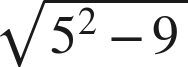 √(5² − 9)